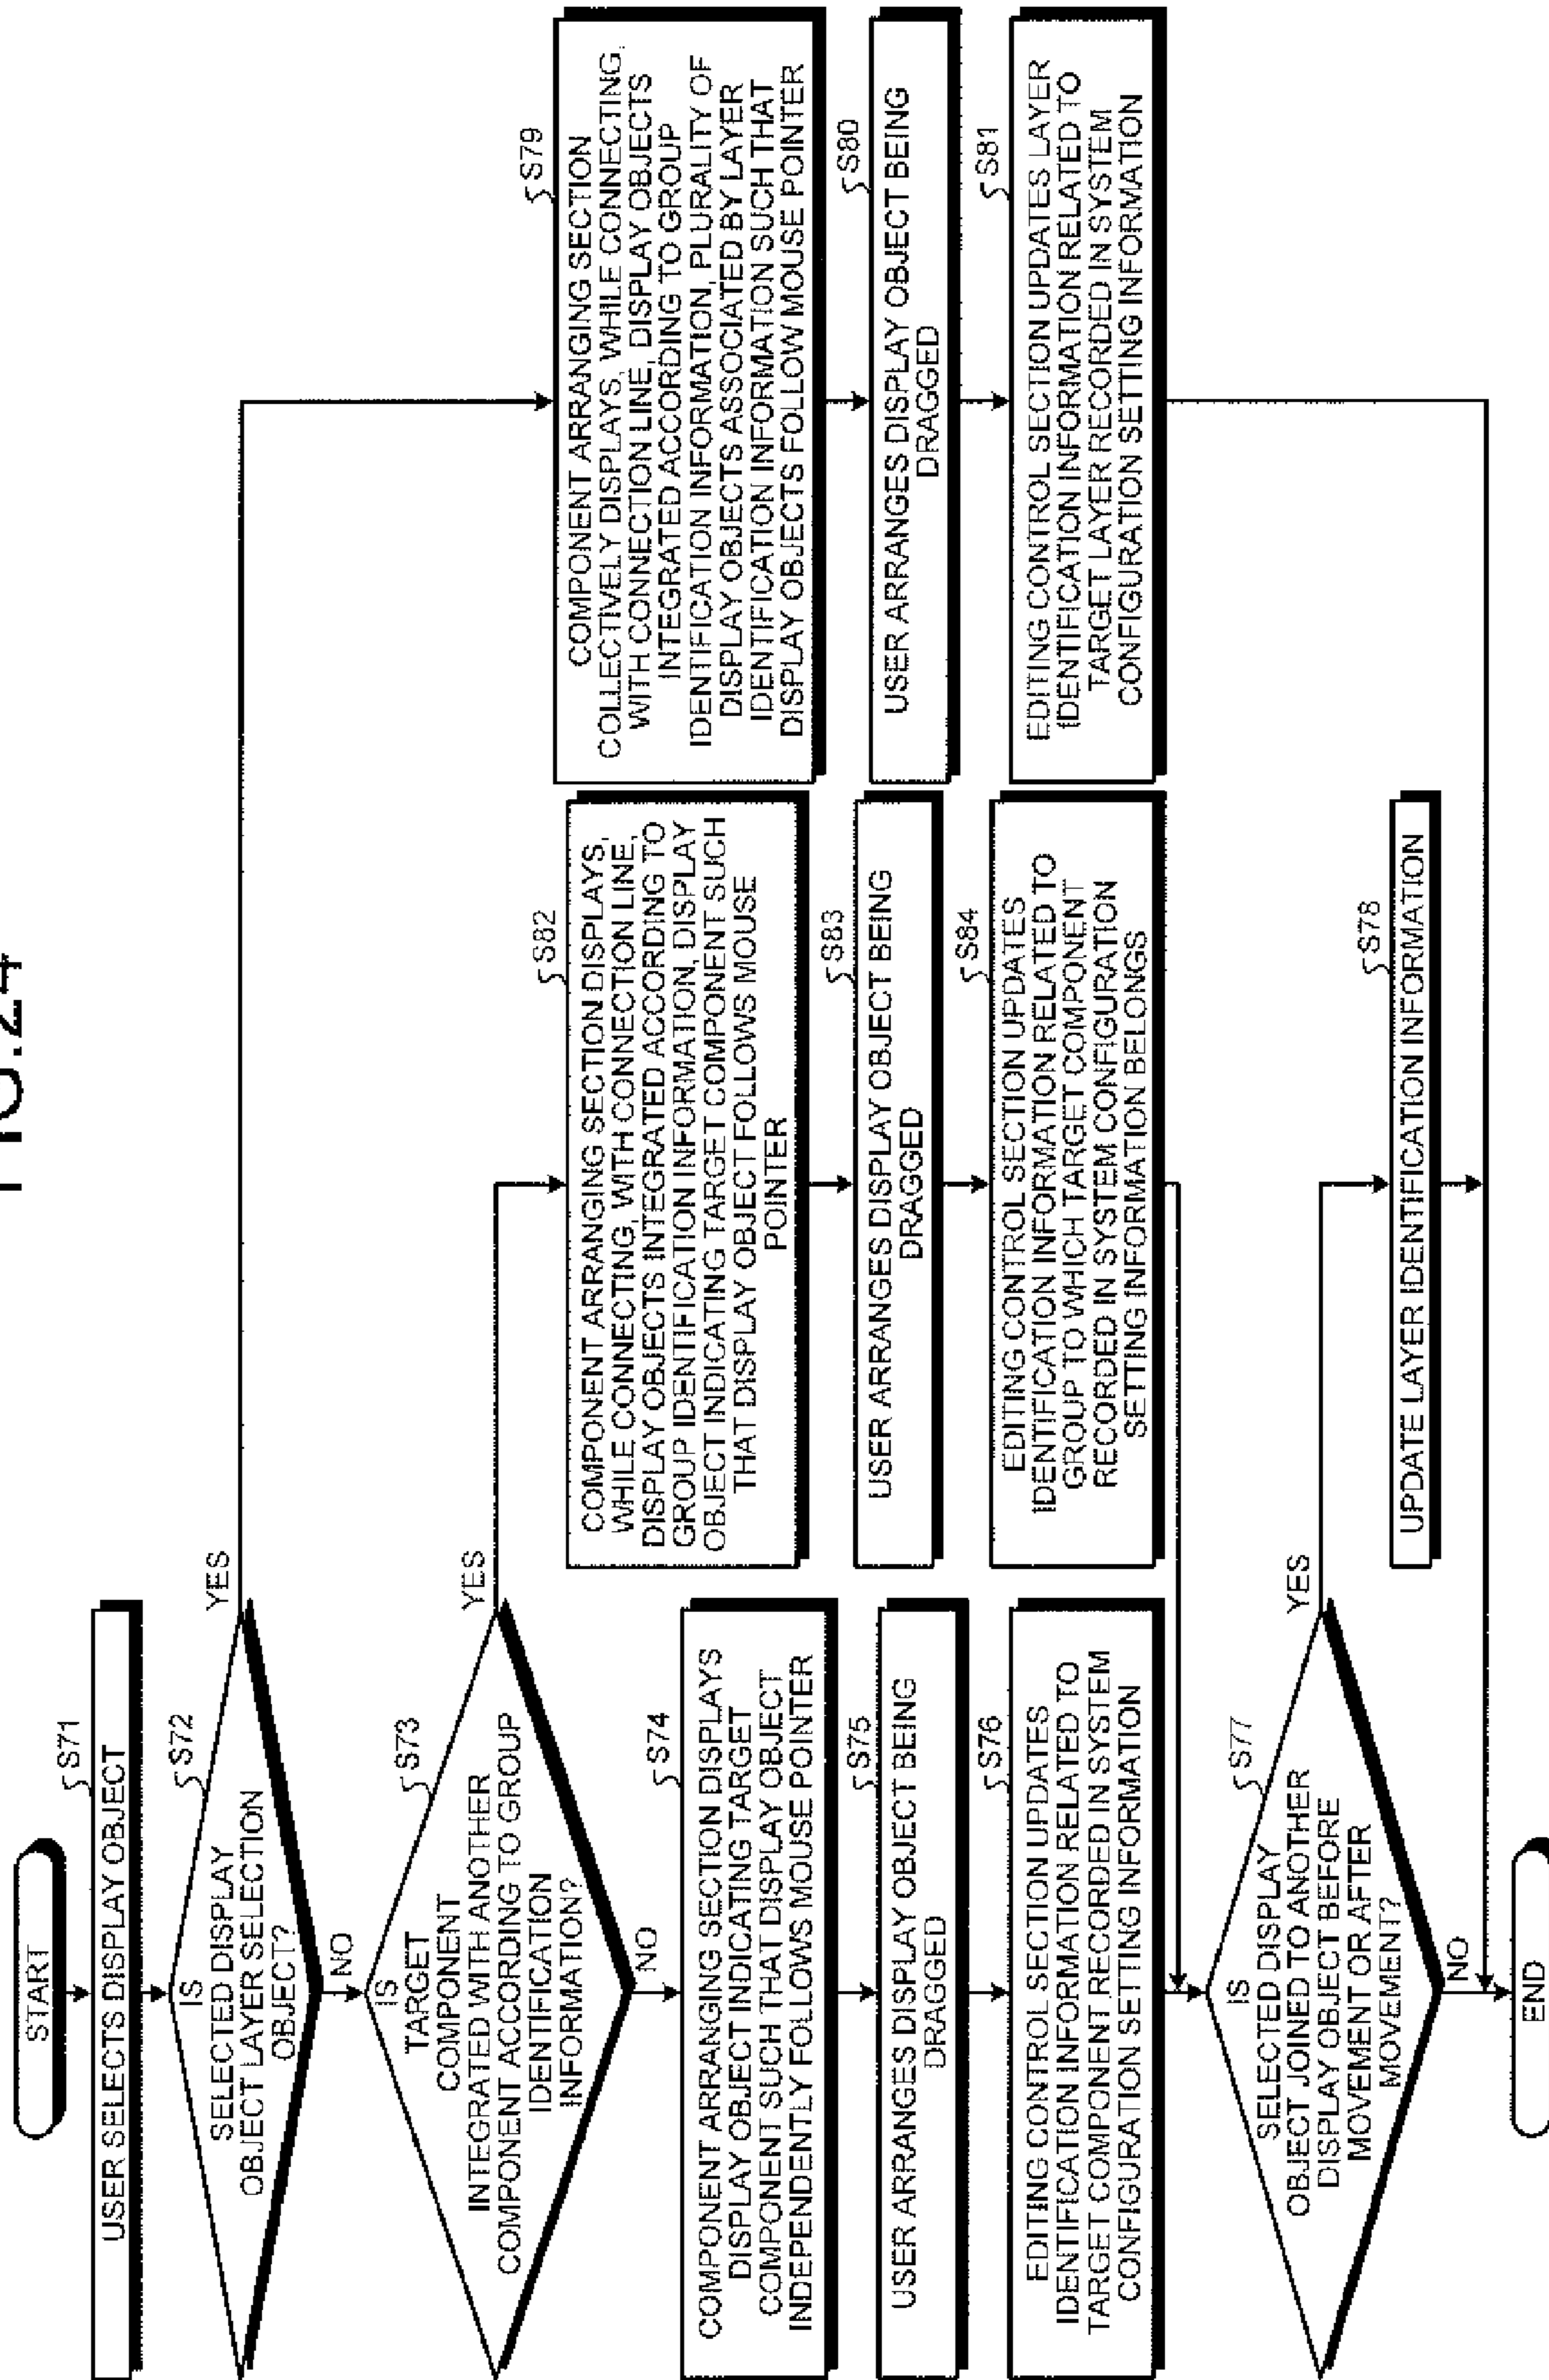 FIG.24
START
S71
USER SELECTS DISPLAY OBJECT
S72
IS
SELECTED DISPLAY
OBJECT LAYER SELECTION
OBJECT?
YES
NO
S73
IS
TARGET
COMPONENT
INTEGRATED WITH ANOTHER
COMPONENT ACCORDING TO GROUP
IDENTIFICATION
INFORMATION?
YES
NO
S74
COMPONENT ARRANGING SECTION DISPLAYS
DISPLAY OBJECT INDICATING TARGET
COMPONENT SUCH THAT DISPLAY OBJECT
INDEPENDENTLY FOLLOWS MOUSE POINTER
S75
USER ARRANGES DISPLAY OBJECT BEING
DRAGGED
S76
EDITING CONTROL SECTION UPDATES
IDENTIFICATION INFORMATION RELATED TO
TARGET COMPONENT RECORDED IN SYSTEM
CONFIGURATION SETTING INFORMATION
S77
IS
SELECTED DISPLAY
OBJECT JOINED TO ANOTHER
DISPLAY OBJECT BEFORE
MOVEMENT OR AFTER
MOVEMENT?
YES
NO
END
S82
COMPONENT ARRANGING SECTION DISPLAYS,
WHILE CONNECTING, WITH CONNECTION LINE,
DISPLAY OBJECTS INTEGRATED ACCORDING TO
GROUP IDENTIFICATION INFORMATION, DISPLAY
OBJECT INDICATING TARGET COMPONENT SUCH
THAT DISPLAY OBJECT FOLLOWS MOUSE
POINTER
S83
USER ARRANGES DISPLAY OBJECT BEING
DRAGGED
S84
EDITING CONTROL SECTION UPDATES
IDENTIFICATION INFORMATION RELATED TO
GROUP TO WHICH TARGET COMPONENT
RECORDED IN SYSTEM CONFIGURATION
SETTING INFORMATION BELONGS
S78
UPDATE LAYER IDENTIFICATION INFORMATION
S79
COMPONENT ARRANGING SECTION
COLLECTIVELY DISPLAYS, WHILE CONNECTING,
WITH CONNECTION LINE, DISPLAY OBJECTS
INTEGRATED ACCORDING TO GROUP
IDENTIFICATION INFORMATION, PLURALITY OF
DISPLAY OBJECTS ASSOCIATED BY LAYER
IDENTIFICATION INFORMATION SUCH THAT
DISPLAY OBJECTS FOLLOW MOUSE POINTER
S80
USER ARRANGES DISPLAY OBJECT BEING
DRAGGED
S81
EDITING CONTROL SECTION UPDATES LAYER
IDENTIFICATION INFORMATION RELATED TO
TARGET LAYER RECORDED IN SYSTEM
CONFIGURATION SETTING INFORMATION